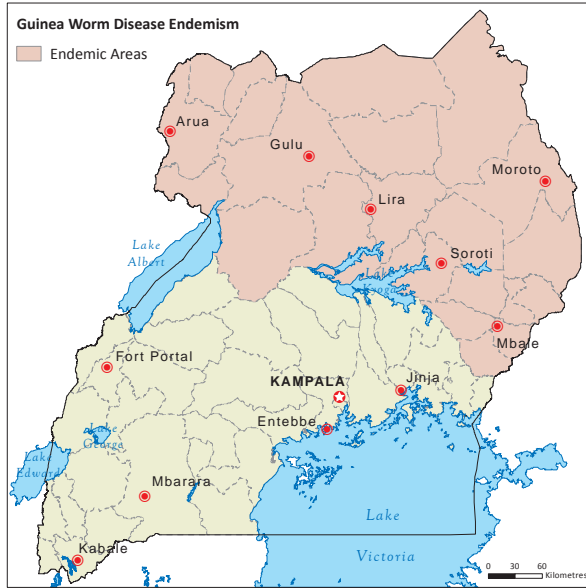 Guinea Worm Disease Endemism
Endemic Areas
Arua
Gulu
Moroto
Lira
Lake
Albert
Soroti
Lake
Kyoga
Mbale
Fort Portal
KAMPALA
Jinja
Entebbe
Lake
George
Lake
Edward
Mbarara
Lake
Victoria
Kabale
0 30 60
Kilometres